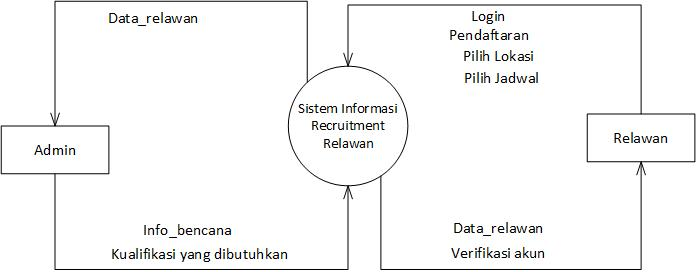 Data_relawan
Login
Pendaftaran
Pilih Lokasi
Pilih Jadwal
Sistem Informasi
Recruitment
Relawan
Admin
Relawan
Info_bencana
Kualifikasi yang dibutuhkan
Data_relawan
Verifikasi akun